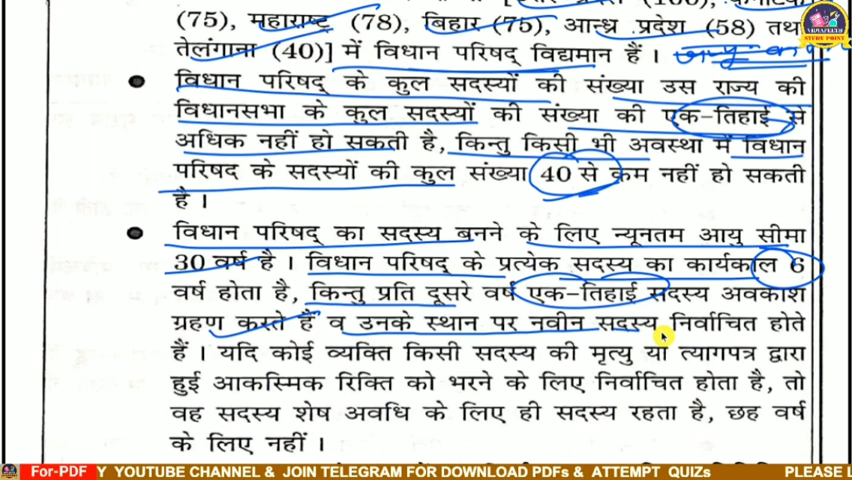 (75), महाराष्ट्र (78), बिहार (75), आन्ध्र प्रदेश (58) तथ
तेलंगाना (40)] में विधान परिषद् विद्यमान हैं।
● विधान परिषद् के कुल सदस्यों की संख्या उस राज्य की
विधानसभा के कुल सदस्यों की संख्या की एक-तिहाई से
अधिक नहीं हो सकती है, किन्तु किसी भी अवस्था में विधान
परिषद के सदस्यों की कुल संख्या 40 से कम नहीं हो सकती
है।
● विधान परिषद् का सदस्य बनने के लिए न्यूनतम आयु सीमा
30 वर्ष है। विधान परिषद् के प्रत्येक सदस्य का कार्यकाल 6
वर्ष होता है, किन्तु प्रति दूसरे वर्ष एक-तिहाई सदस्य अवकाश
ग्रहण करते हैं व उनके स्थान पर नवीन सदस्य निर्वाचित होते
हैं। यदि कोई व्यक्ति किसी सदस्य की मृत्यु या त्यागपत्र द्वारा
हुई आकस्मिक रिक्ति को भरने के लिए निर्वाचित होता है, तो
वह सदस्य शेष अवधि के लिए ही सदस्य रहता है, छह वर्ष
के लिए नहीं।
For-PDF Y YOUTUBE CHANNEL & JOIN TELEGRAM FOR DOWNLOAD PDFs & ATTEMPT QUIZs PLEASE L